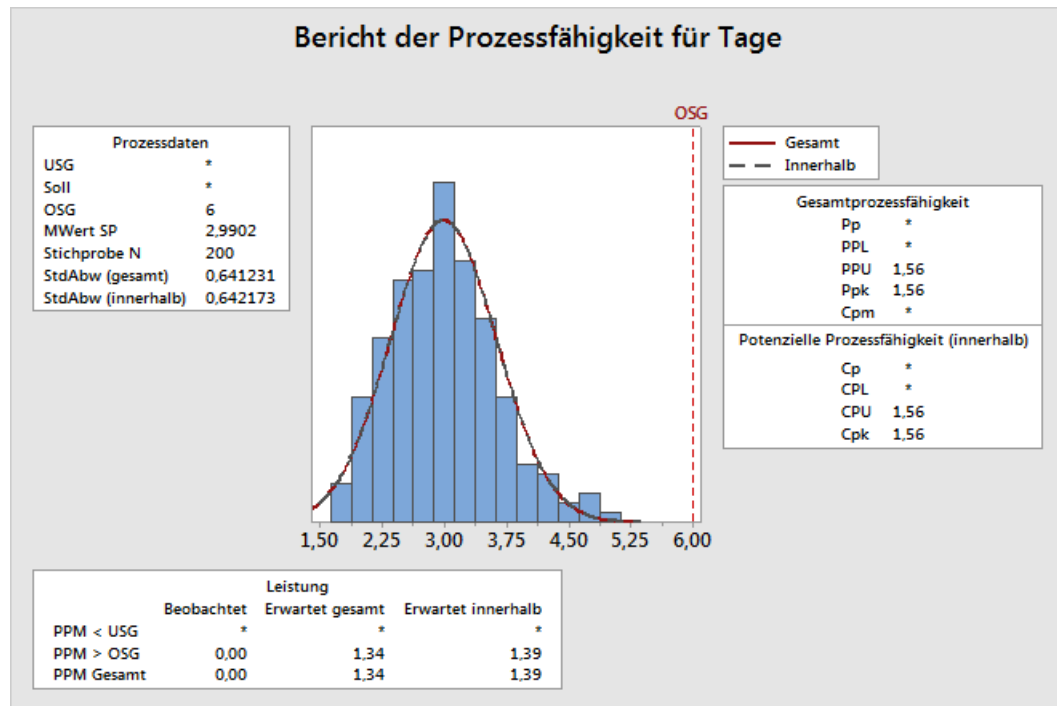 Bericht der Prozessfähigkeit für Tage
OSG
Prozessdaten
USG *
Soll *
OSG 6
MWert SP 2,9902
Stichprobe N 200
StdAbw (gesamt) 0,641231
StdAbw (innerhalb) 0,642173
Gesamt
Innerhalb
Gesamtprozessfähigkeit
Pp *
PPL *
PPU 1,56
Ppk 1,56
Cpm *
Potenzielle Prozessfähigkeit (innerhalb)
Cp *
CPL *
CPU 1,56
Cpk 1,56
1,50 2,25 3,00 3,75 4,50 5,25 6,00
Leistung
Beobachtet Erwartet gesamt Erwartet innerhalb
PPM < USG * * *
PPM > OSG 0,00 1,34 1,39
PPM Gesamt 0,00 1,34 1,39